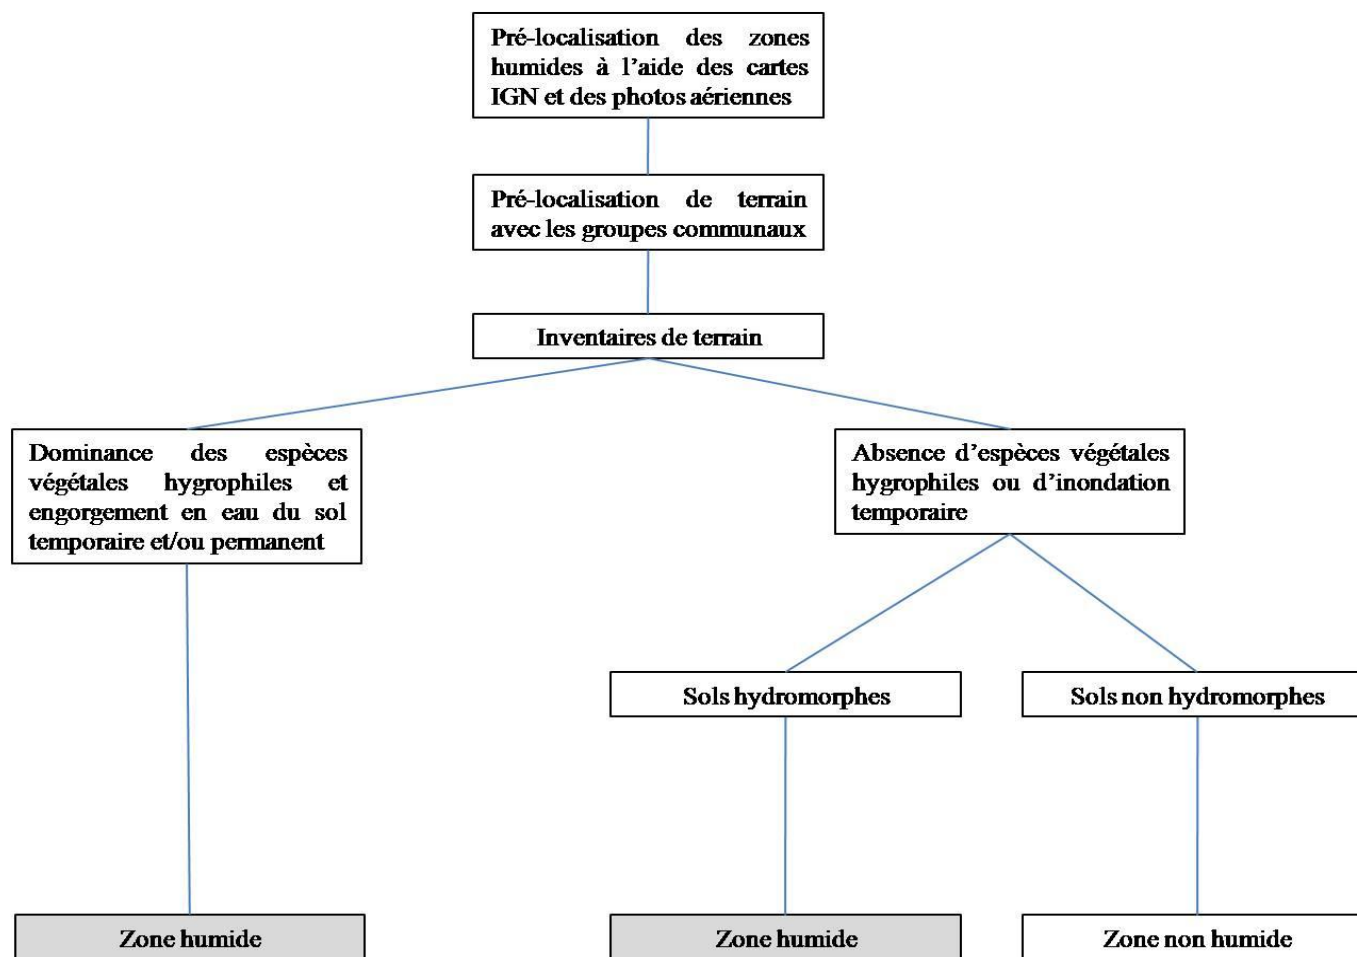 Pré-localisation des zones
humides à l'aide des cartes
IGN et des photos aériennes
Pré-localisation de terrain
avec les groupes communaux
Inventaires de terrain
Dominance des espèces
végétales hygrophiles et
engorgement en eau du sol
temporaire et/ou permanent
Absence d'espèces végétales
hygrophiles ou d'inondation
temporaire
Sols hydromorphes
Sols non hydromorphes
Zone humide
Zone humide
Zone non humide